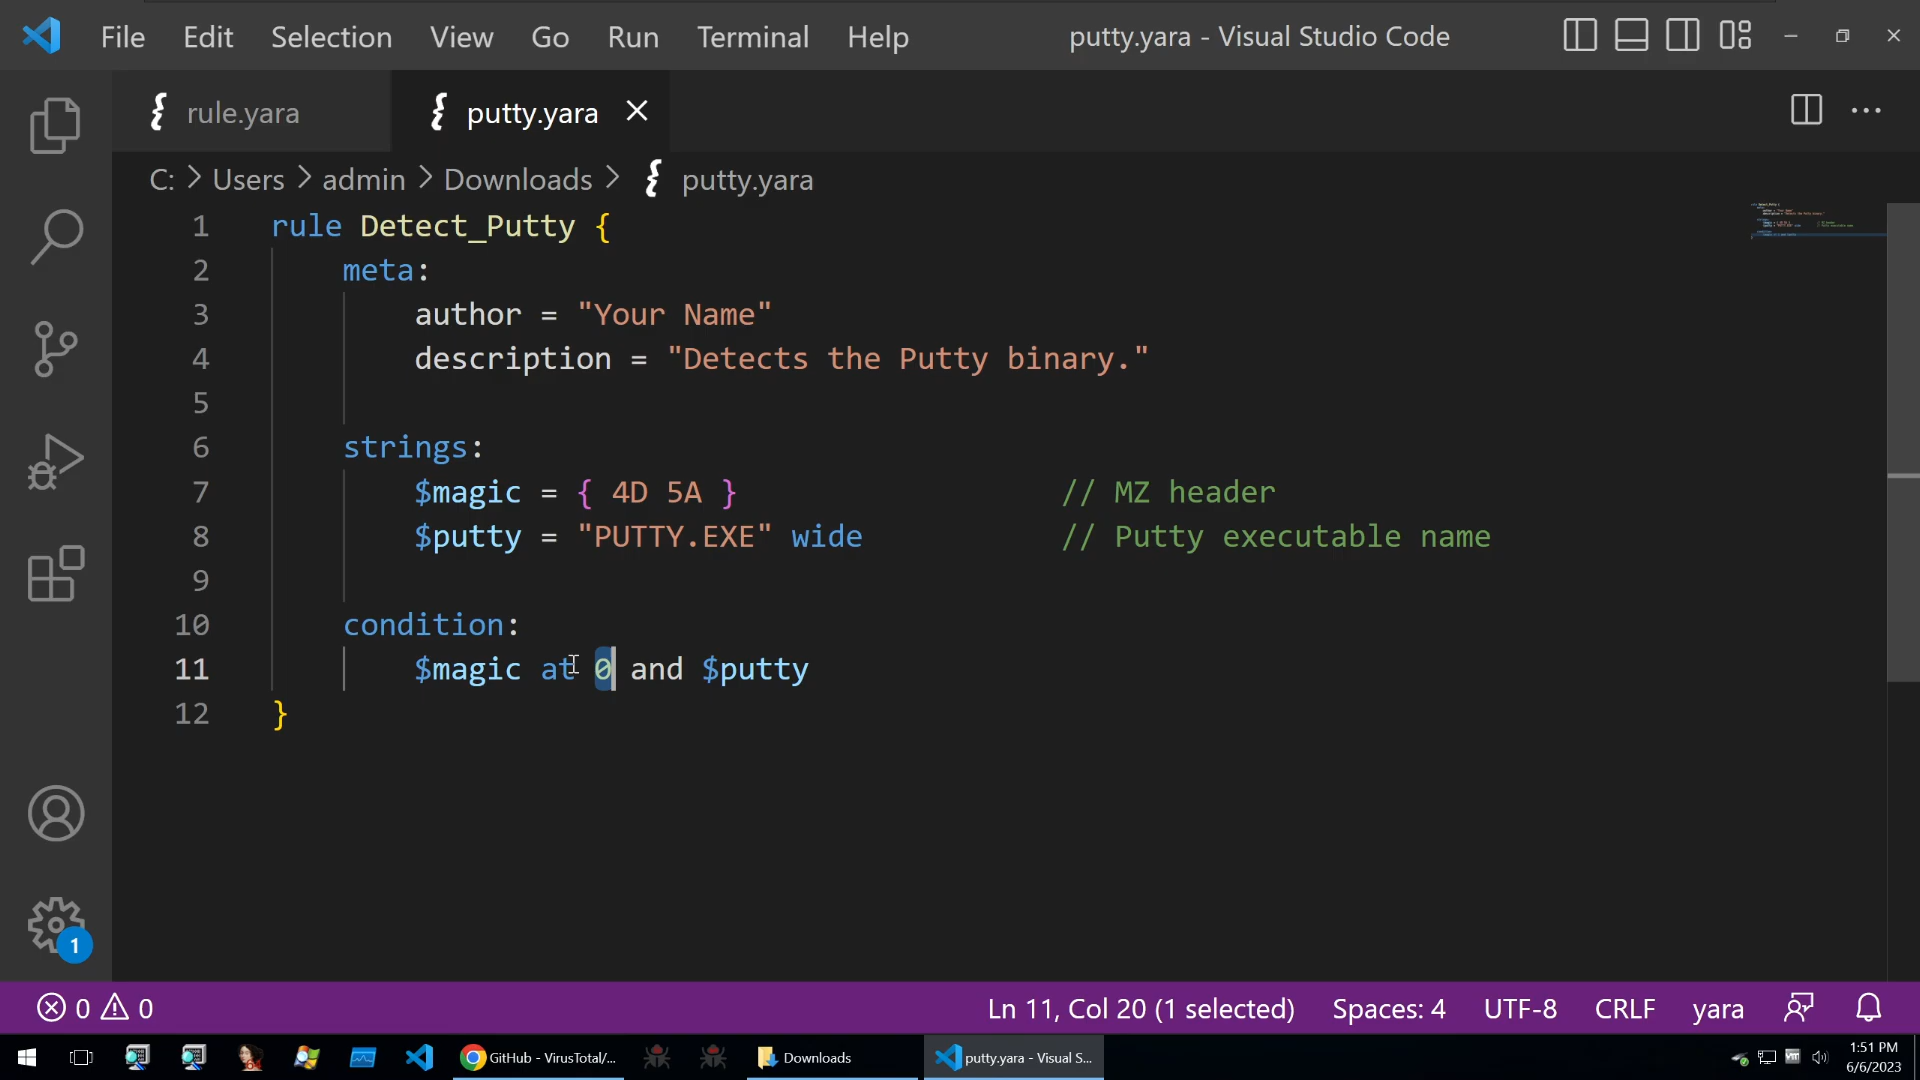 File Edit Selection View Go Run Terminal Help putty.yara - Visual Studio Code
rule.yara putty.yara
C: > Users > admin > Downloads > putty.yara
1 rule Detect_Putty {
2 meta:
3 author = "Your Name"
4 description = "Detects the Putty binary."
5
6 strings:
7 $magic = { 4D 5A } // MZ header
8 $putty = "PUTTY.EXE" wide // Putty executable name
9
10 condition:
11 $magic at 0 and $putty
12 }
1
0 0 Ln 11, Col 20 (1 selected) Spaces: 4 UTF-8 CRLF yara
GitHub - VirusTotal/... Downloads putty.yara - Visual S... 1:51 PM
6/6/2023